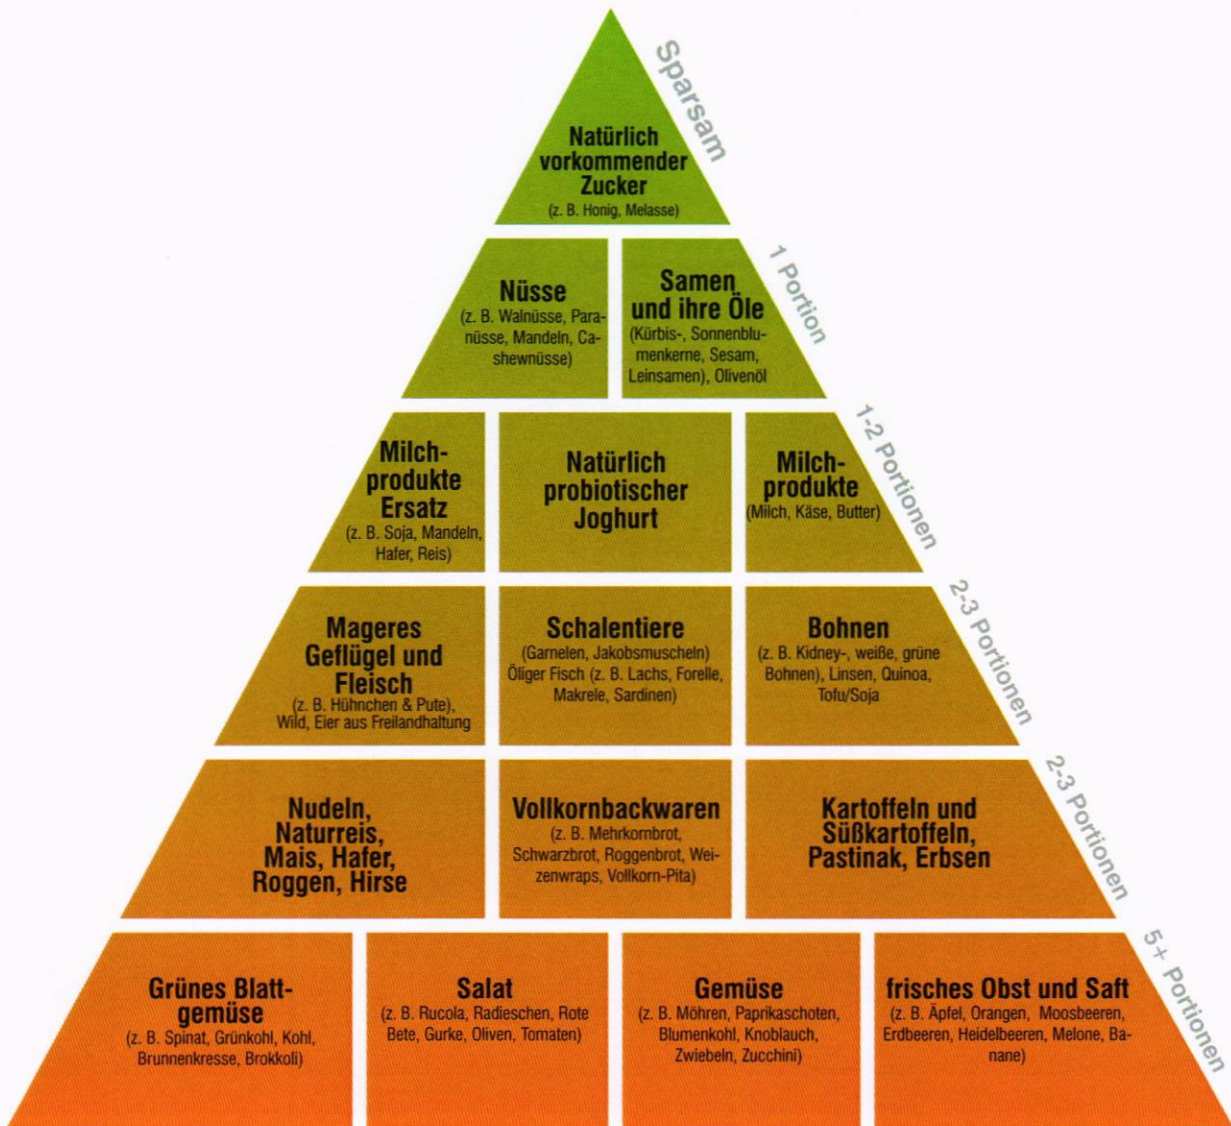 Sparsam
Natürlich
vorkommender
Zucker
(z. B. Honig, Melasse)
1 Portion
Nüsse
(z. B. Walnüsse, Para-
nüsse, Mandeln, Ca-
shewnüsse)
Samen
und ihre Öle
(Kürbis-, Sonnenblu-
menkerne, Sesam,
Leinsamen), Olivenöl
1-2 Portionen
Milch-
produkte
Ersatz
(z. B. Soja, Mandeln,
Hafer, Reis)
Natürlich
probiotischer
Joghurt
Milch-
produkte
(Milch, Käse, Butter)
2-3 Portionen
Mageres
Geflügel und
Fleisch
(z. B. Hühnchen & Pute),
Wild, Eier aus Freilandhaltung
Schalentiere
(Garnelen, Jakobsmuscheln)
Öliger Fisch (z. B. Lachs, Forelle,
Makrele, Sardinen)
Bohnen
(z. B. Kidney-, weiße, grüne
Bohnen), Linsen, Quinoa,
Tofu/Soja
2-3 Portionen
Nudeln,
Naturreis,
Mais, Hafer,
Roggen, Hirse
Vollkornbackwaren
(z. B. Mehrkornbrot,
Schwarzbrot, Roggenbrot, Wei-
zenwraps, Vollkorn-Pita)
Kartoffeln und
Süßkartoffeln,
Pastinak, Erbsen
5+ Portionen
Grünes Blatt-
gemüse
(z. B. Spinat, Grünkohl, Kohl,
Brunnenkresse, Brokkoli)
Salat
(z. B. Rucola, Radieschen, Rote
Bete, Gurke, Oliven, Tomaten)
Gemüse
(z. B. Möhren, Paprikaschoten,
Blumenkohl, Knoblauch,
Zwiebeln, Zucchini)
frisches Obst und Saft
(z. B. Äpfel, Orangen, Moosbeeren,
Erdbeeren, Heidelbeeren, Melone, Ba-
nane)